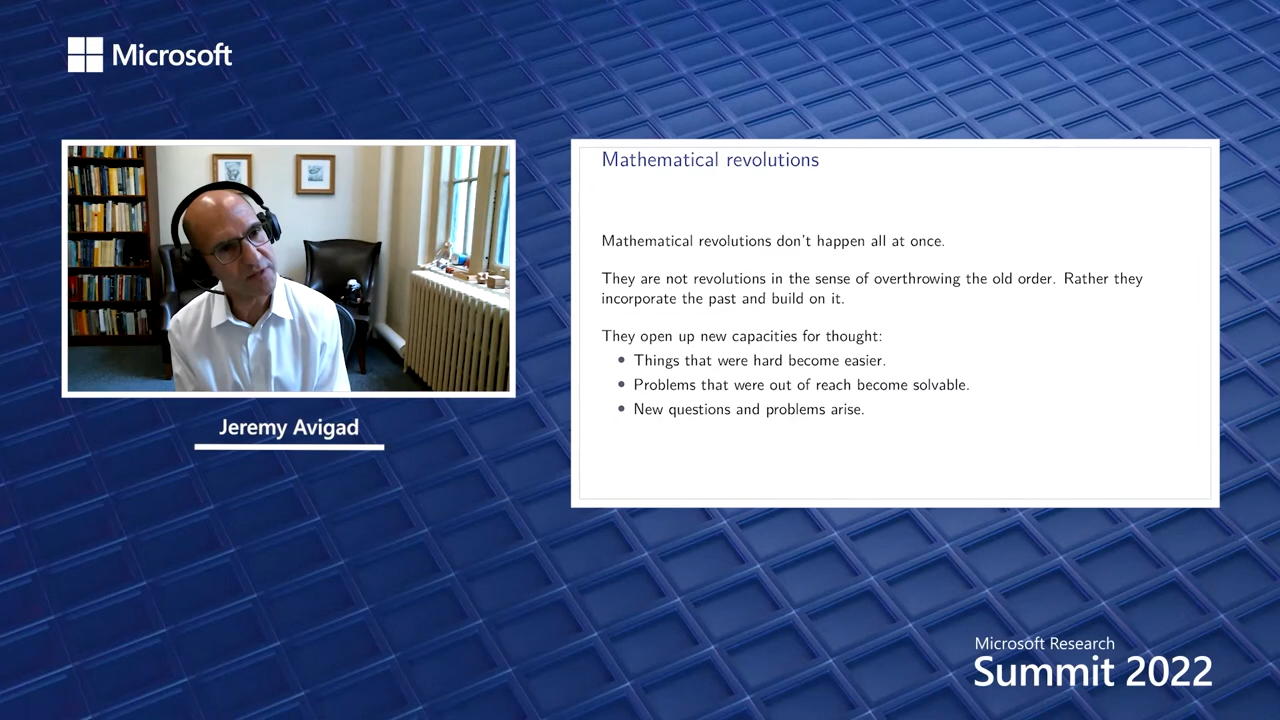 Microsoft
Mathematical revolutions
Mathematical revolutions don't happen all at once.
They are not revolutions in the sense of overthrowing the old order. Rather they
incorporate the past and build on it.
They open up new capacities for thought:
• Things that were hard become easier.
• Problems that were out of reach become solvable.
• New questions and problems arise.
Jeremy Avigad
Microsoft Research
Summit 2022